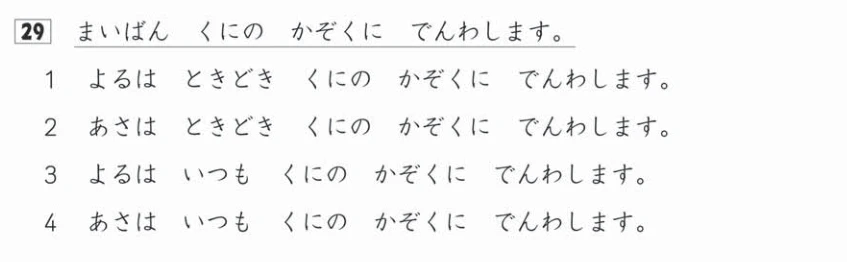 29 まいばん くにの かぞくに でんわします。
1 よるは ときどき くにの かぞくに でんわします。
2 あさは ときどき くにの かぞくに でんわします。
3 よるは いつも くにの かぞくに でんわします。
4 あさは いつも くにの かぞくに でんわします。